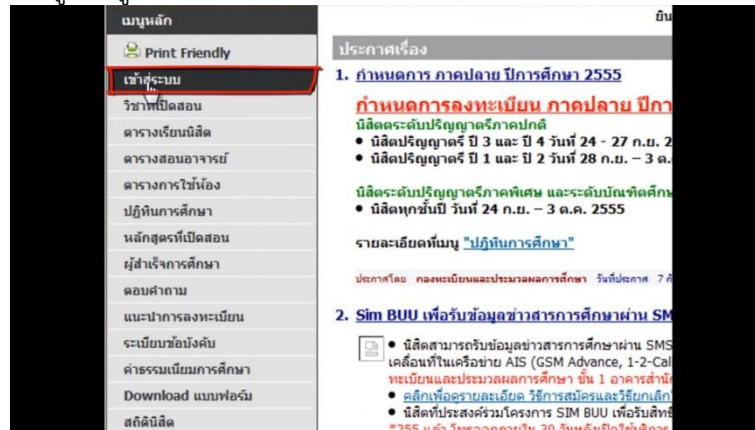 เมนูหลัก
Print Friendly
เข้าสู่ระบบ
วิชาที่เปิดสอน
ตารางเรียนนิสิต
ตารางสอนอาจารย์
ตารางการใช้ห้อง
ปฏิทินการศึกษา
หลักสูตรที่เปิดสอน
ผู้สำเร็จการศึกษา
ตอบคำถาม
แนะนำการลงทะเบียน
ระเบียบข้อบังคับ
ค่าธรรมเนียมการศึกษา
Download แบบฟอร์ม
สถิตินิสิต
ยิน
ประกาศเรื่อง
1. กำหนดการ ภาคปลาย ปีการศึกษา 2555
กำหนดการลงทะเบียน ภาคปลาย ปีกา
นิสิตระดับปริญญาตรีภาคปกติ
● นิสิตปริญญาตรี ปี 3 และ ปี 4 วันที่ 24 - 27 ก.ย. 2
● นิสิตปริญญาตรี ปี 1 และ ปี 2 วันที่ 28 ก.ย. – 3 ต.
นิสิตระดับปริญญาตรีภาคพิเศษ และระดับบัณฑิตศึกษ
● นิสิตทุกชั้นปี วันที่ 24 ก.ย. – 3 ต.ค. 2555
รายละเอียดที่เมนู "ปฏิทินการศึกษา"
ประกาศโดย กองทะเบียนและประมวลผลการศึกษา วันที่ประกาศ 7 กั
2. Sim BUU เพื่อรับข้อมูลข่าวสารการศึกษาผ่าน SM
● นิสิตสามารถรับข้อมูลข่าวสารการศึกษาผ่าน SMS
เคลื่อนที่ในเครือข่าย AIS (GSM Advance, 1-2-Cal
ทะเบียนและประมวลผลการศึกษา ชั้น 1 อาคารสำนัก
● คลิกเพื่อดูรายละเอียด วิธีการสมัครและวิธียกเลิก
● นิสิตที่ประสงค์ร่วมโครงการ SIM BUU เพื่อรับสิทธิ